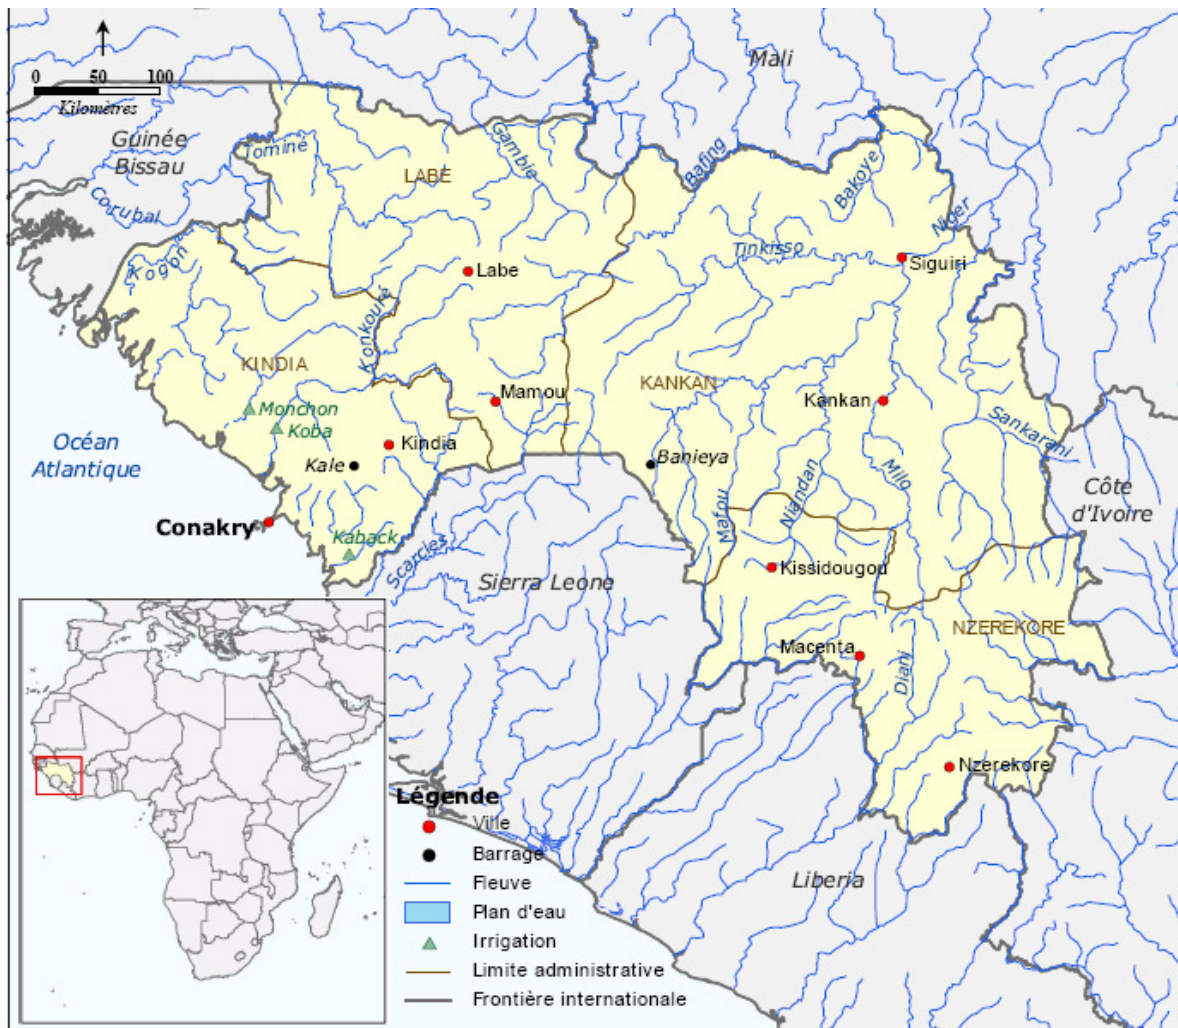 Mali
0 50 100
Kilomètres
Guinée
Bissau
Tominé
Gambie
LABE
Bafing
Bakoye
Corubal
Niger
Kogon
Tinkisso
Labe
Siguiri
Konkouré
KINDIA
KANKAN
Mamou
Kankan
Monchon
Koba
Sankarani
Océan
Atlantique
Kindia
Kale
Banieya
Milo
Niandan
Mafou
Côte
d'Ivoire
Conakry
Kaback
Scarcies
Sierra Leone
Kissidougou
NZEREKORE
Macenta
Diani
Nzerekore
Légende
Ville
Barrage
Fleuve
Plan d'eau
Irrigation
Limite administrative
Frontière internationale
Liberia